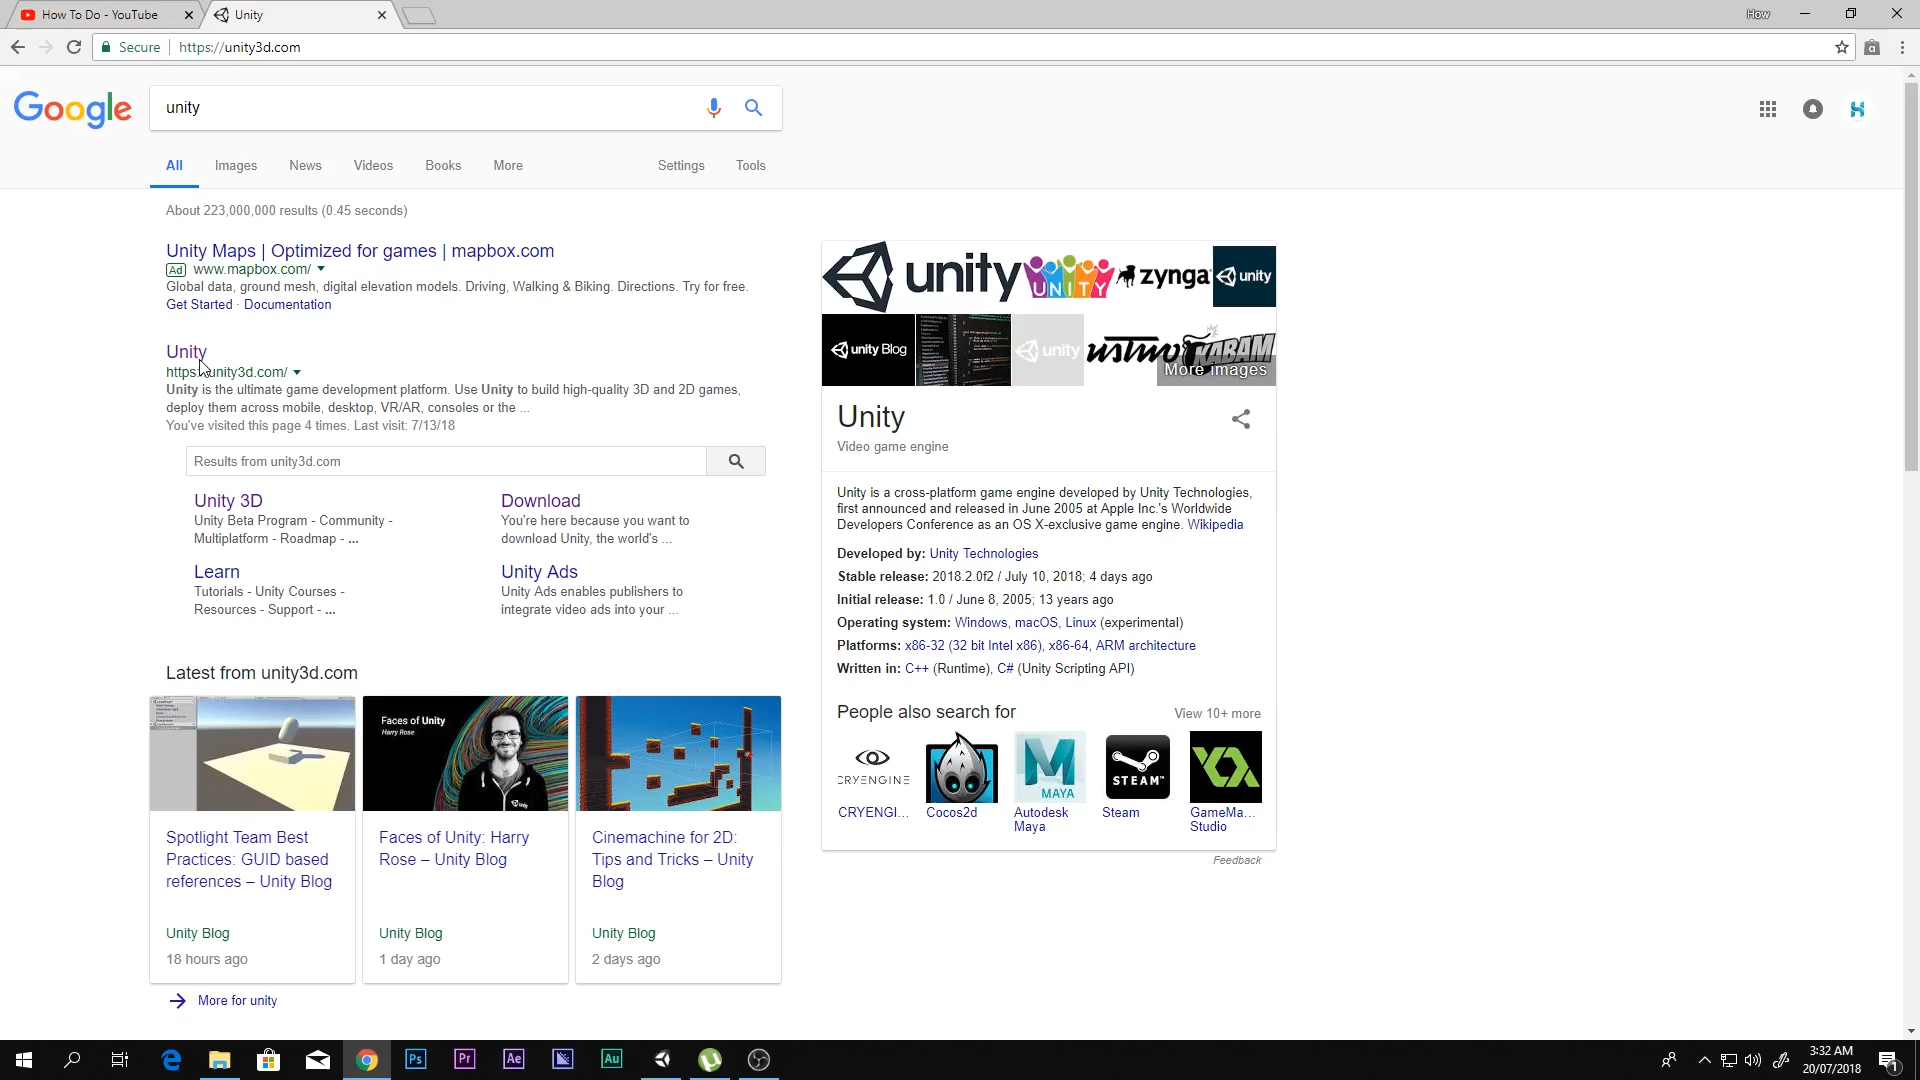 How To Do - YouTube
Unity
How
Secure
https://unity3d.com
Google
unity
All
Images
News
Videos
Books
More
Settings
Tools
About 223,000,000 results (0.45 seconds)
Unity Maps | Optimized for games | mapbox.com
Ad www.mapbox.com/
Global data, ground mesh, digital elevation models. Driving, Walking & Biking. Directions. Try for free.
Get Started · Documentation
Unity
https://unity3d.com/
Unity is the ultimate game development platform. Use Unity to build high-quality 3D and 2D games,
deploy them across mobile, desktop, VR/AR, consoles or the ...
You've visited this page 4 times. Last visit: 7/13/18
Results from unity3d.com
Unity 3D
Unity Beta Program - Community -
Multiplatform - Roadmap - ...
Download
You're here because you want to
download Unity, the world's ...
Learn
Tutorials - Unity Courses -
Resources - Support - ...
Unity Ads
Unity Ads enables publishers to
integrate video ads into your ...
Latest from unity3d.com
Faces of Unity
Harry Rose
Spotlight Team Best
Practices: GUID based
references – Unity Blog
Unity Blog
18 hours ago
Faces of Unity: Harry
Rose – Unity Blog
Unity Blog
1 day ago
Cinemachine for 2D:
Tips and Tricks – Unity
Blog
Unity Blog
2 days ago
More for unity
unity
UNITY
zynga
unity
unity Blog
unity
ustwo
KABAM
More images
Unity
Video game engine
Unity is a cross-platform game engine developed by Unity Technologies,
first announced and released in June 2005 at Apple Inc.'s Worldwide
Developers Conference as an OS X-exclusive game engine. Wikipedia
Developed by: Unity Technologies
Stable release: 2018.2.0f2 / July 10, 2018; 4 days ago
Initial release: 1.0 / June 8, 2005; 13 years ago
Operating system: Windows, macOS, Linux (experimental)
Platforms: x86-32 (32 bit Intel x86), x86-64, ARM architecture
Written in: C++ (Runtime), C# (Unity Scripting API)
People also search for
View 10+ more
CRYENGINE
MAYA
STEAM
CRYENGI...
Cocos2d
Autodesk
Maya
Steam
GameMa...
Studio
Feedback
Ps
Pr
Ae
Au
3:32 AM
20/07/2018
1